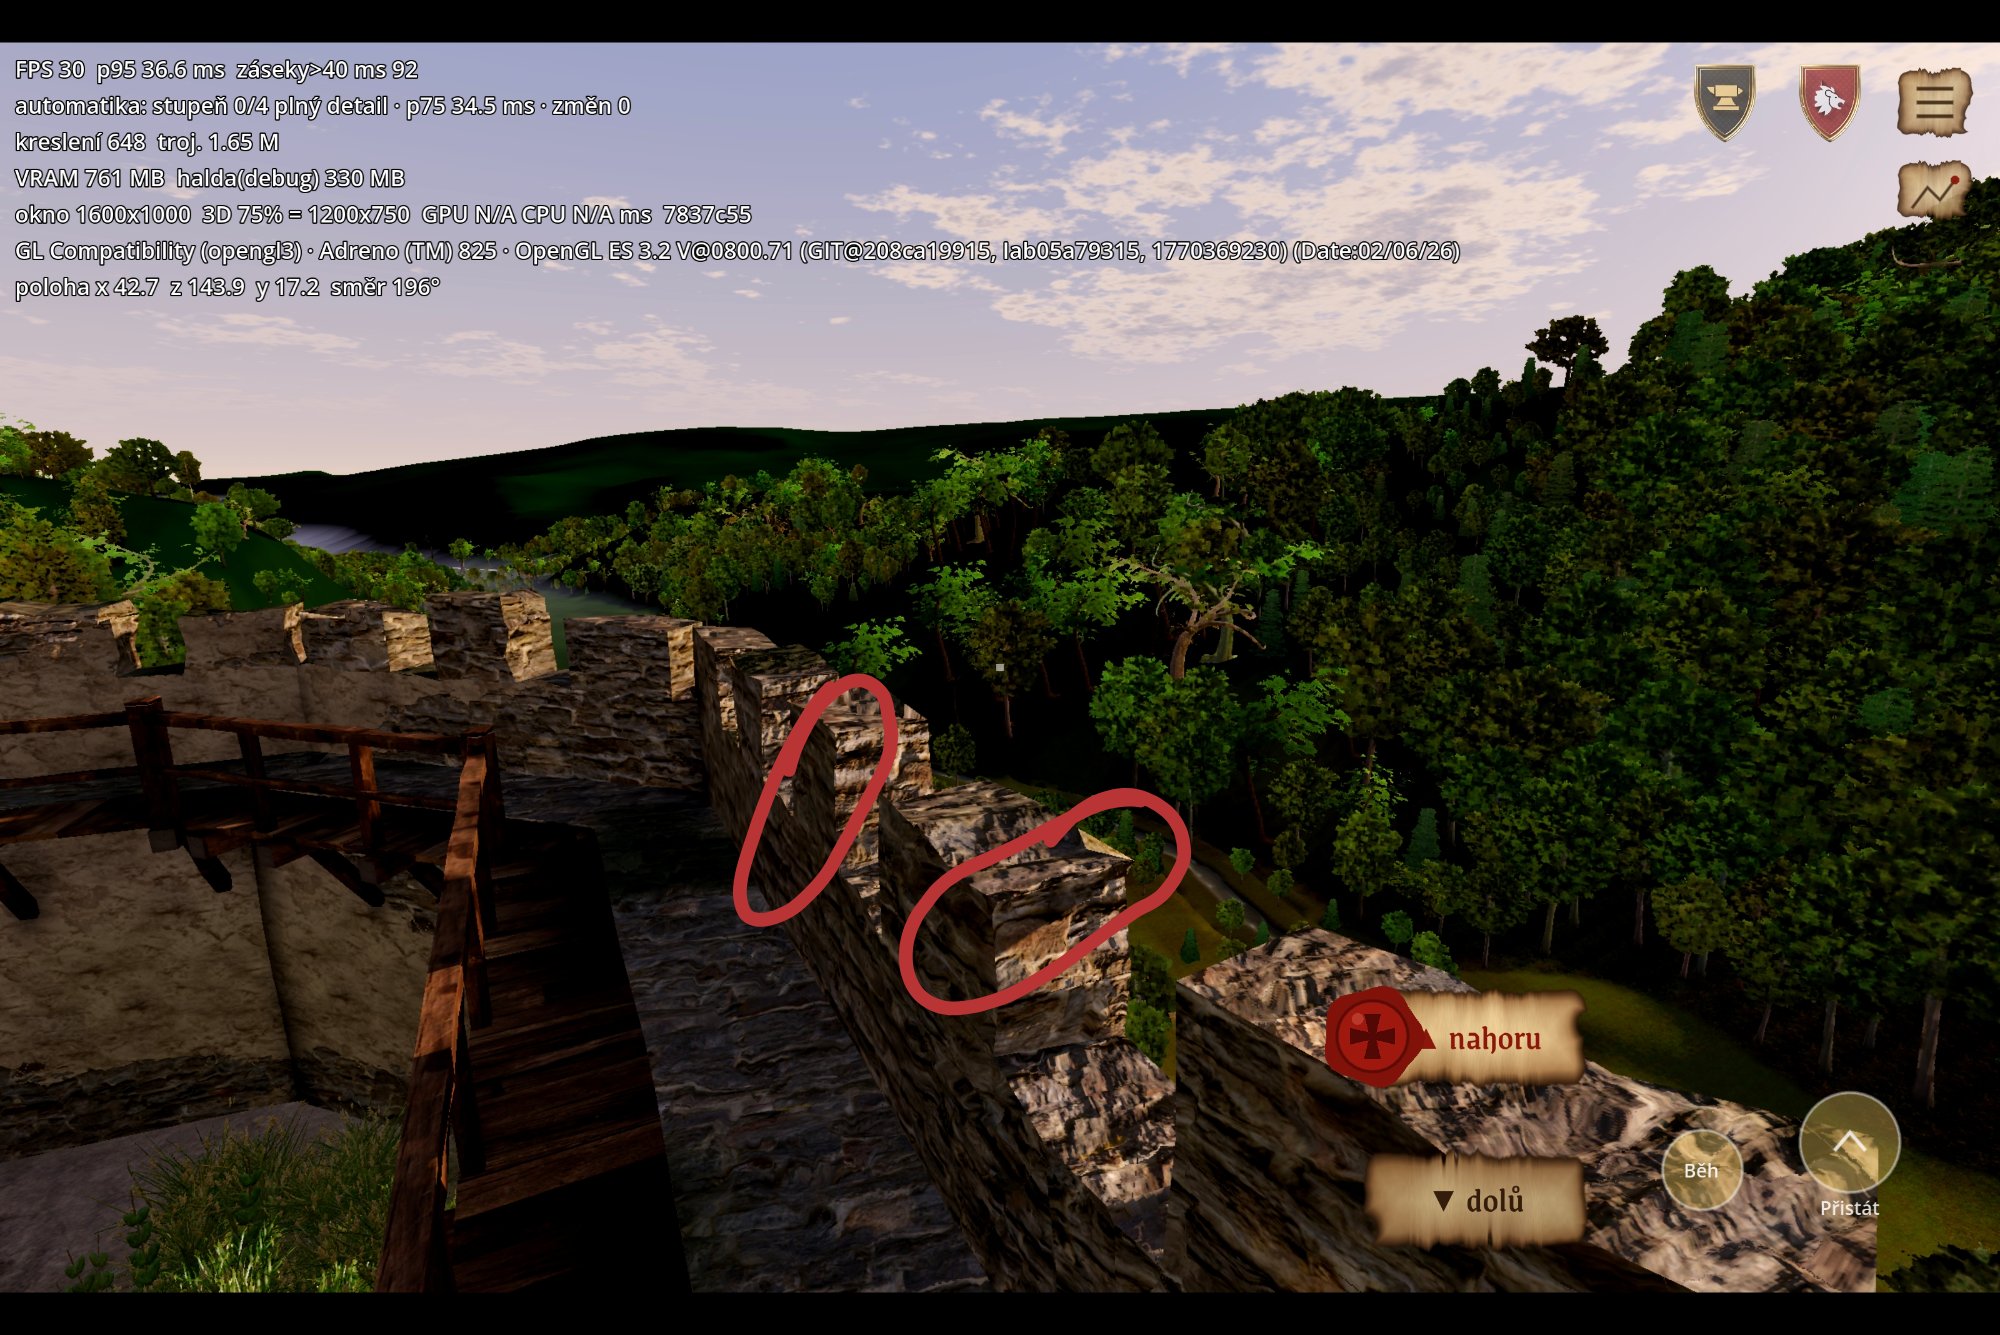 FPS 30 p95 36.6 ms záseky>40 ms 92
automatika: stupeň 0/4 plný detail · p75 34.5 ms · změn 0
kreslení 648 troj. 1.65 M
VRAM 761 MB halda(debug) 330 MB
okno 1600x1000 3D 75% = 1200x750 GPU N/A CPU N/A ms 7837c55
GL Compatibility (opengl3) · Adreno (TM) 825 · OpenGL ES 3.2 V@0800.71 (GIT@208ca19915, Iab05a79315, 1770369230) (Date:02/06/26)
poloha x 42.7 z 143.9 y 17.2 směr 196°
▲ nahoru
Běh
▼ dolů
Přistát